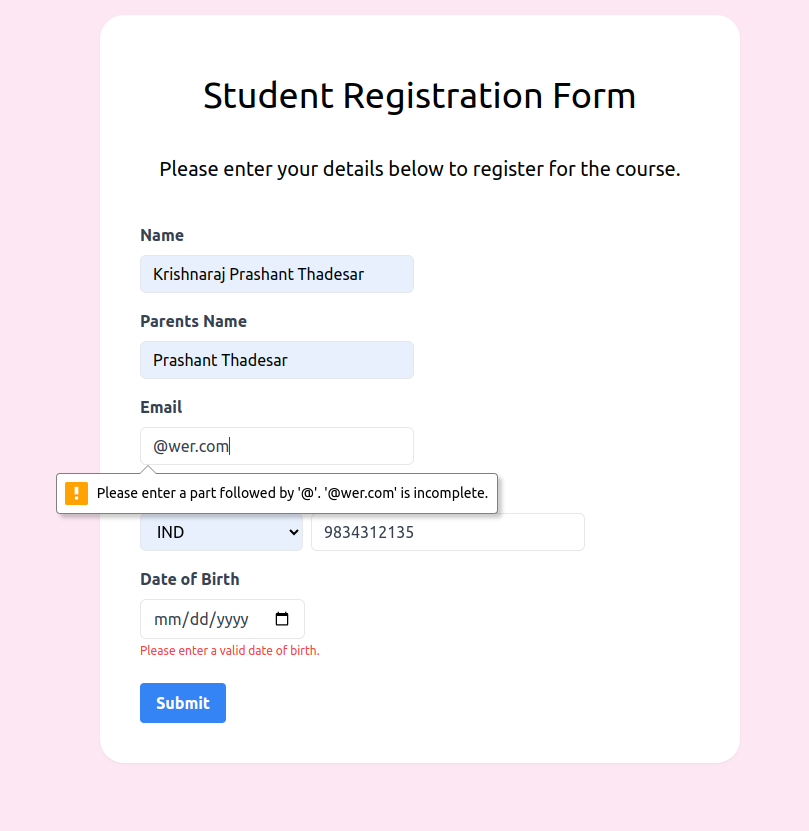 Student Registration Form
Please enter your details below to register for the course.
Name
Krishnaraj Prashant Thadesar
Parents Name
Prashant Thadesar
Email
@wer.com
Please enter a part followed by '@'. '@wer.com' is incomplete.
IND 9834312135
Date of Birth
mm/dd/yyyy
Please enter a valid date of birth.
Submit